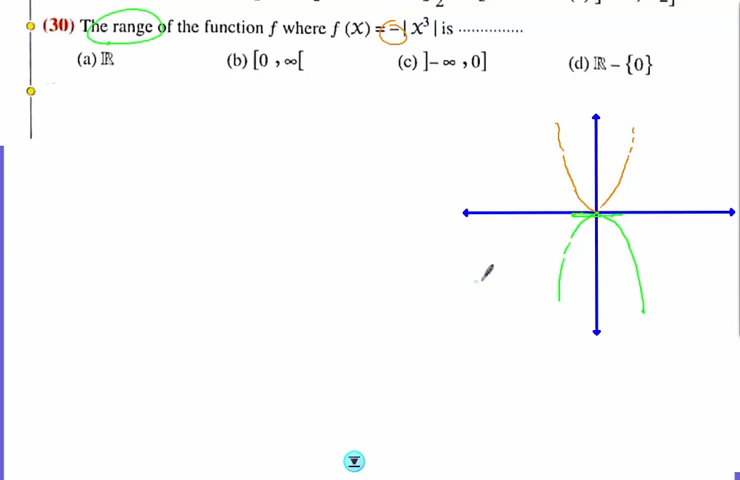 (30) The range of the function f where f (X) = – | X³ | is ...............
(a) ℝ (b) [0 , ∞[ (c) ]– ∞ , 0] (d) ℝ – {0}